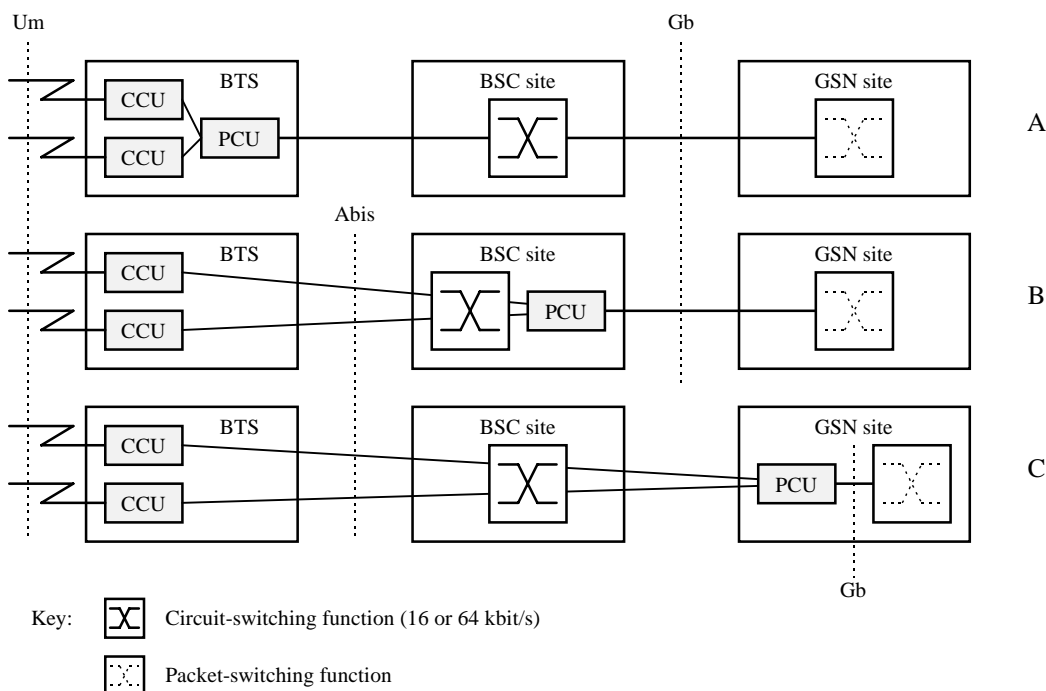 Um
Gb
BTS
BSC site
GSN site
CCU
CCU
PCU
A
Abis
BTS
BSC site
GSN site
CCU
CCU
PCU
B
BTS
BSC site
GSN site
CCU
CCU
PCU
C
Gb
Key:
Circuit-switching function (16 or 64 kbit/s)
Packet-switching function